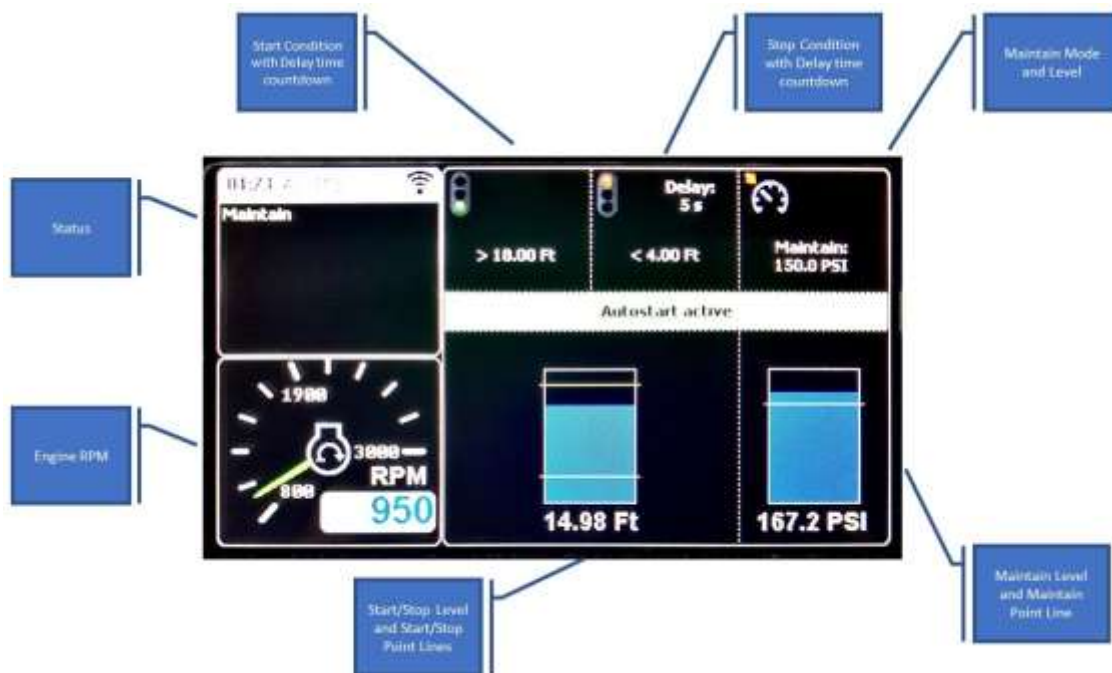 Start Condition
with Delay time
countdown
Stop Condition
with Delay time
countdown
Maintain Mode
and Level
Status
Engine RPM
Maintain
> 18.00 Ft
Delay:
5 s
< 4.00 Ft
Maintain:
150.0 PSI
Autostart active
1900
3000
800
RPM
950
14.98 Ft
167.2 PSI
Start/Stop Level
and Start/Stop
Point Lines
Maintain Level
and Maintain
Point Line